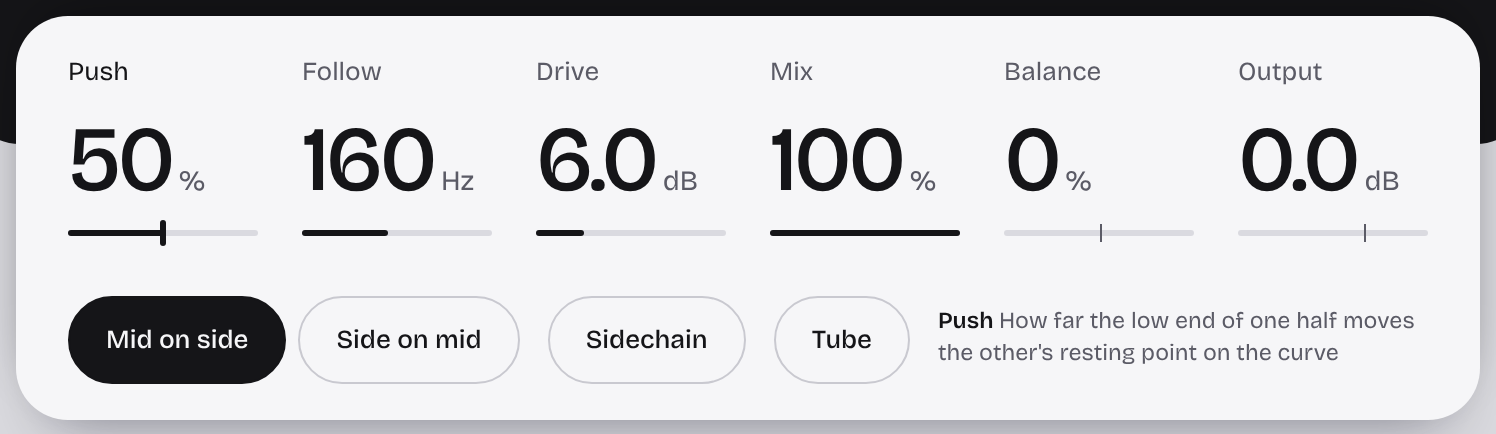 Push Follow Drive Mix Balance Output
50 % 160 Hz 6.0 dB 100 % 0 % 0.0 dB
Mid on side Side on mid Sidechain Tube
Push How far the low end of one half moves
the other's resting point on the curve